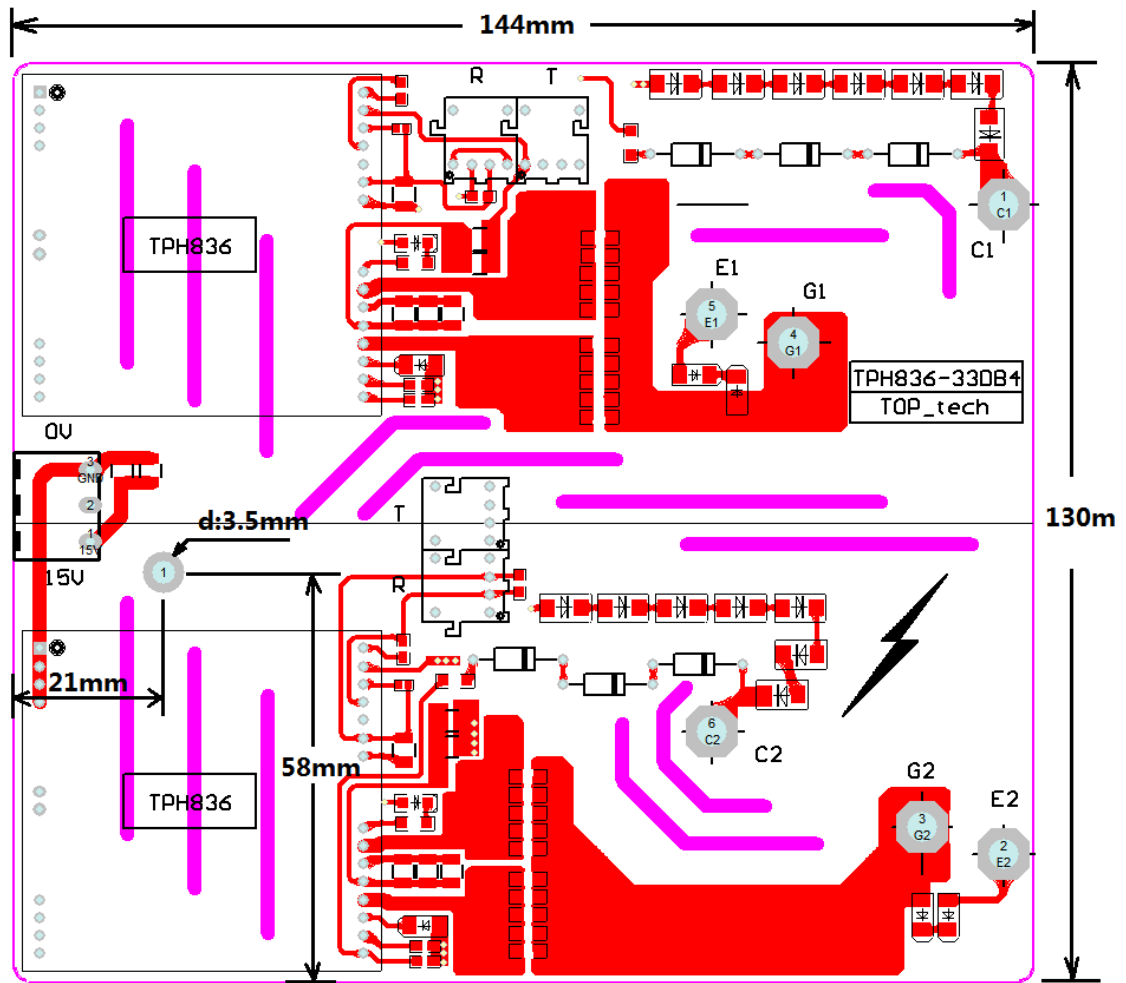 144mm
R T
1
C1
C1
TPH836
E1
5
E1
G1
4
G1
TPH836-33DB4
TOP_tech
0V
3
GND
2
1
15V
15V
T
d:3.5mm
130m
1
R
21mm
58mm
6
C2
C2
TPH836
G2
3
G2
E2
2
E2